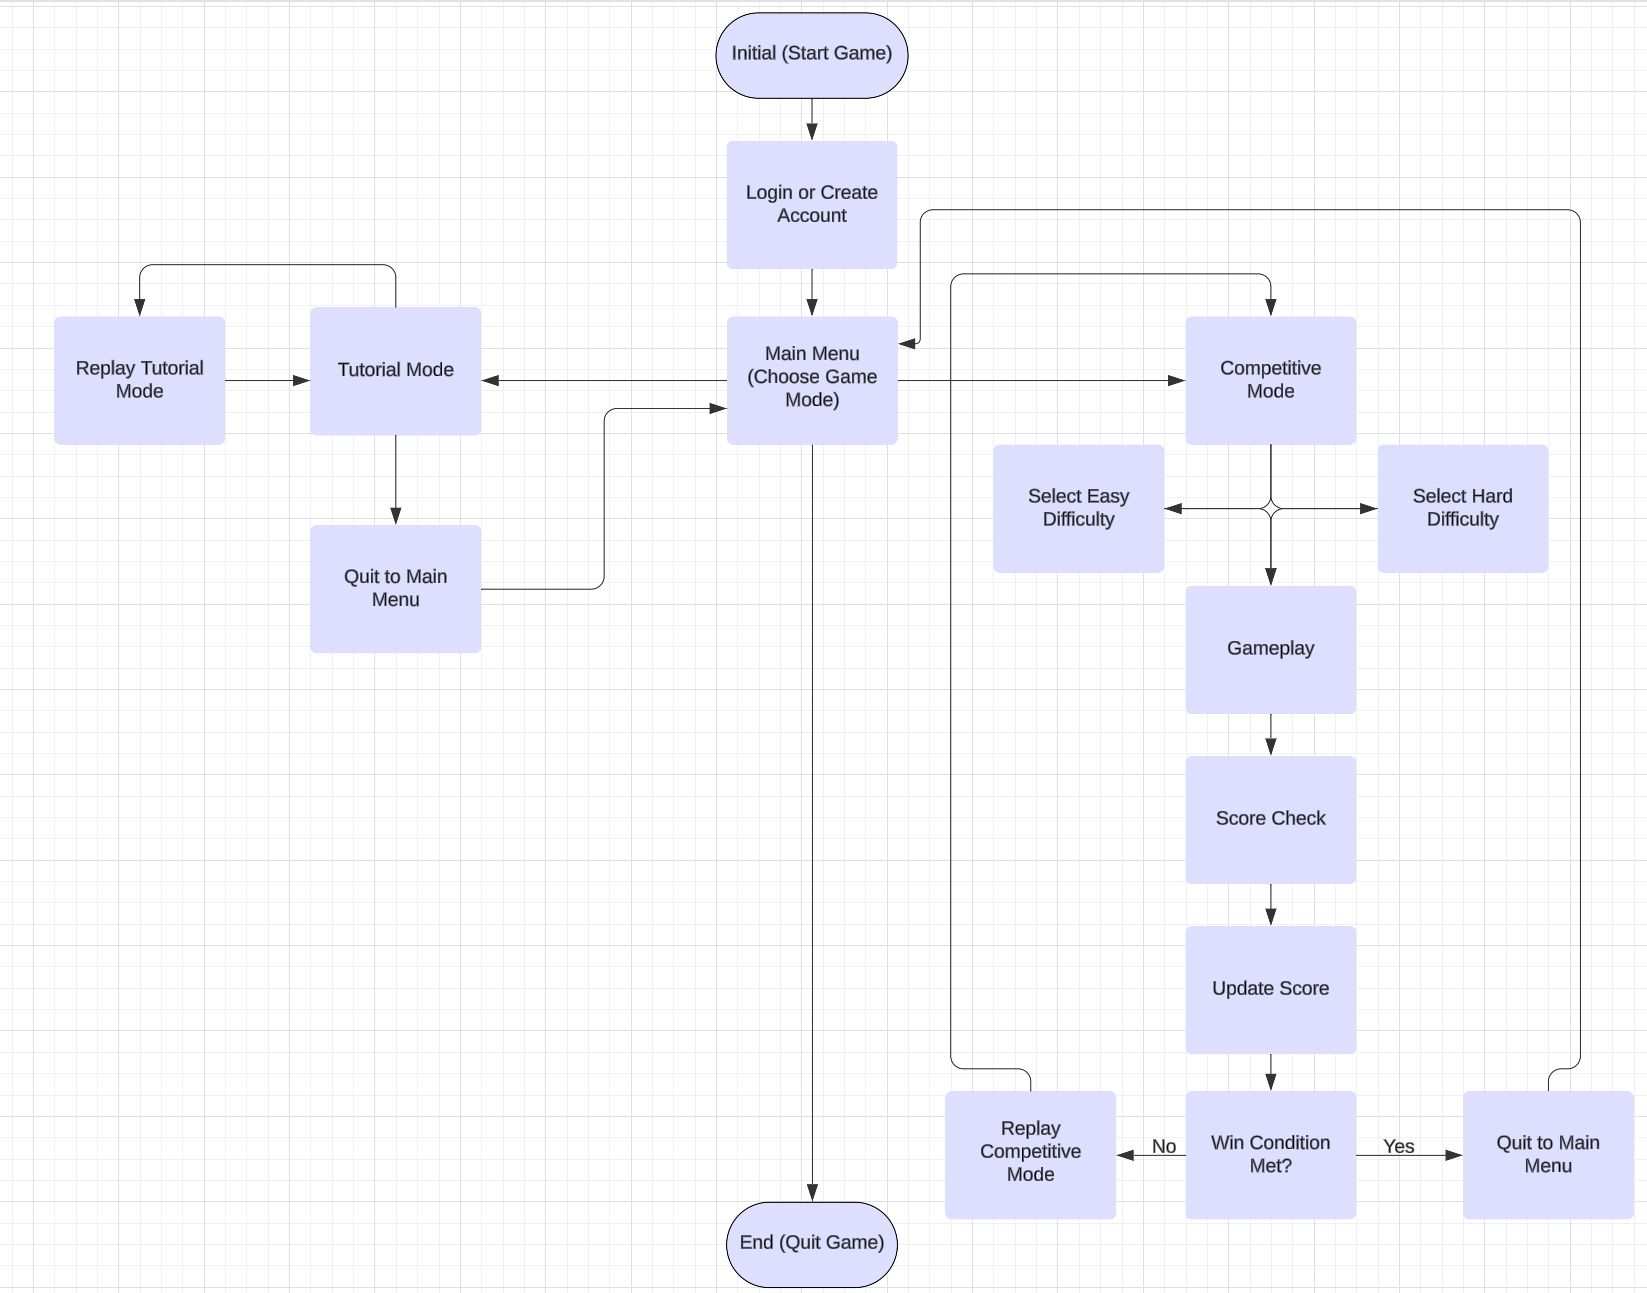 Initial (Start Game)
Login or Create
Account
Replay Tutorial
Mode
Tutorial Mode
Main Menu
(Choose Game
Mode)
Competitive
Mode
Select Easy
Difficulty
Select Hard
Difficulty
Quit to Main
Menu
Gameplay
Score Check
Update Score
Replay
Competitive
Mode
No
Win Condition
Met?
Yes
Quit to Main
Menu
End (Quit Game)